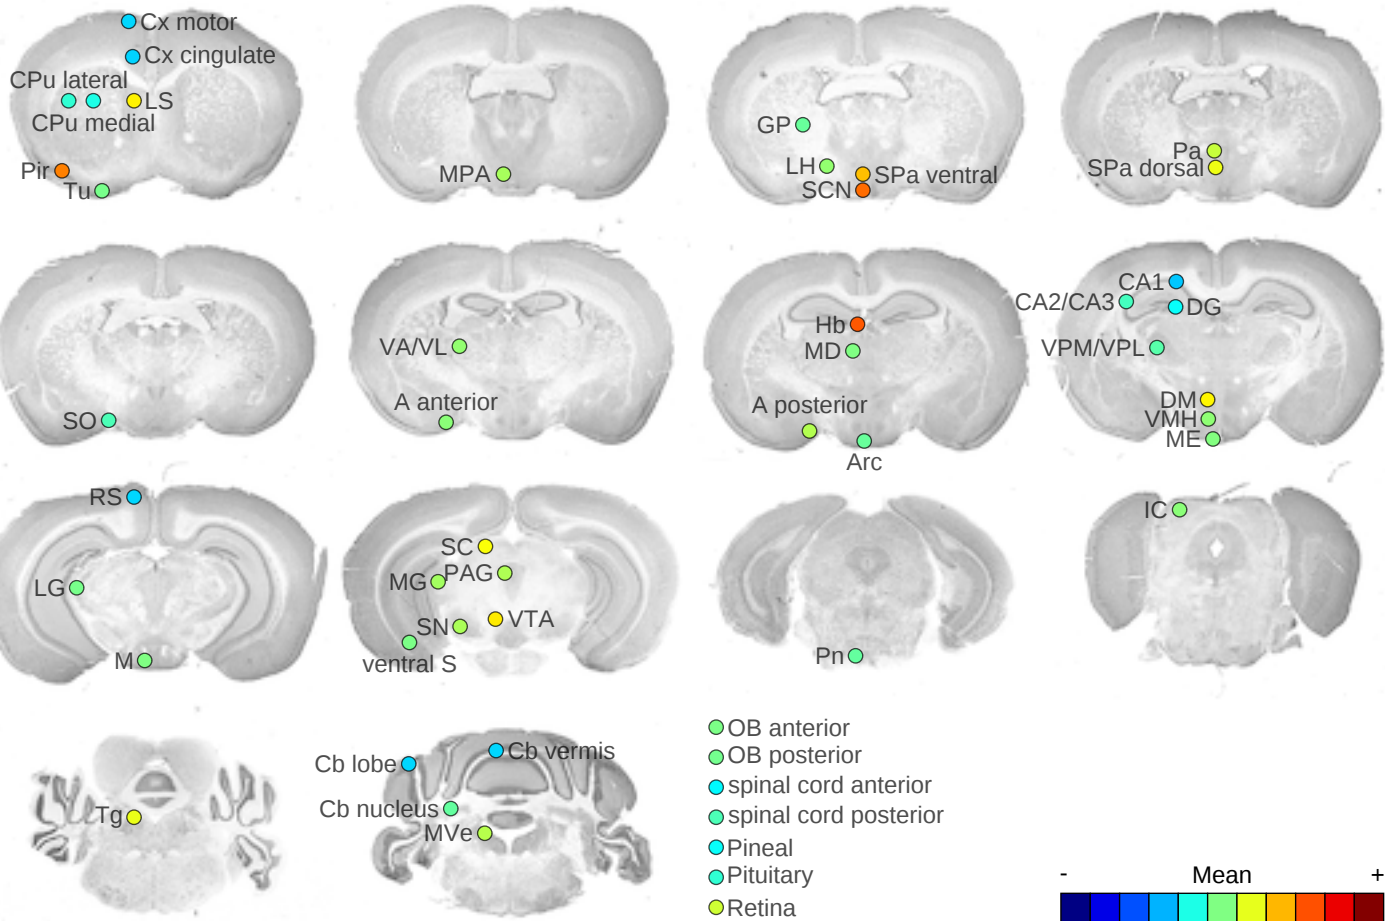 Cx motor
Cx cingulate
CPu lateral
LS
CPu medial
Pir
Tu
MPA
GP
LH
SPa ventral
SCN
Pa
SPa dorsal
SO
VA/VL
A anterior
Hb
MD
A posterior
Arc
CA1
CA2/CA3
DG
VPM/VPL
DM
VMH
ME
RS
LG
M
SC
MG
PAG
SN
VTA
ventral S
Pn
IC
Tg
Cb lobe
Cb vermis
Cb nucleus
MVe
OB anterior
OB posterior
spinal cord anterior
spinal cord posterior
Pineal
Pituitary
Retina
- Mean +